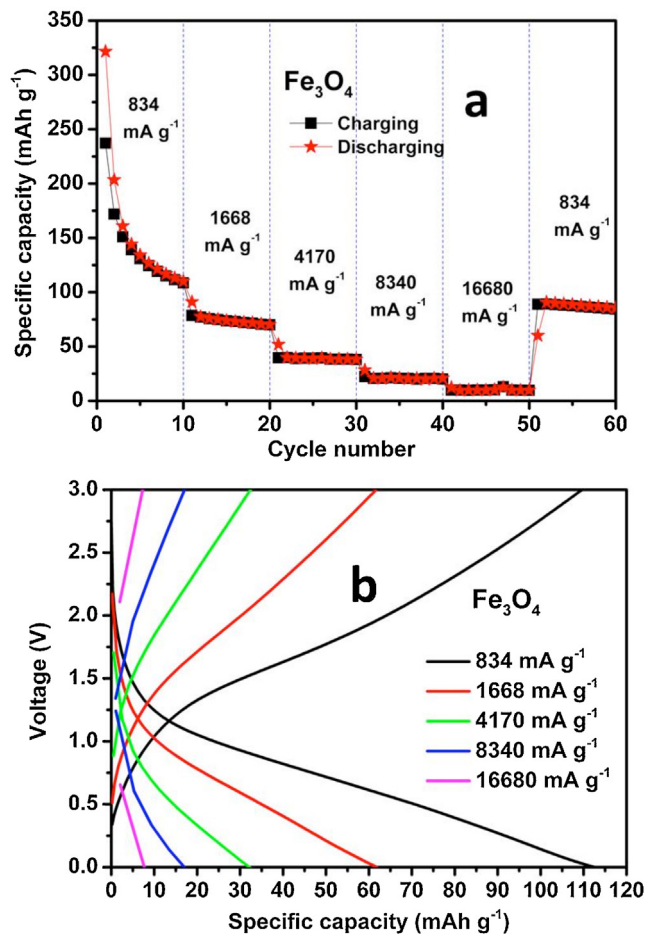 350
300
250
200
150
100
50
0
Specific capacity (mAh g⁻¹)
834
mA g⁻¹
Fe₃O₄
a
Charging
Discharging
1668
mA g⁻¹
4170
mA g⁻¹
8340
mA g⁻¹
16680
mA g⁻¹
834
mA g⁻¹
0 10 20 30 40 50 60
Cycle number
3.0
2.5
2.0
1.5
1.0
0.5
0.0
Voltage (V)
b
Fe₃O₄
834 mA g⁻¹
1668 mA g⁻¹
4170 mA g⁻¹
8340 mA g⁻¹
16680 mA g⁻¹
0 10 20 30 40 50 60 70 80 90 100 110 120
Specific capacity (mAh g⁻¹)